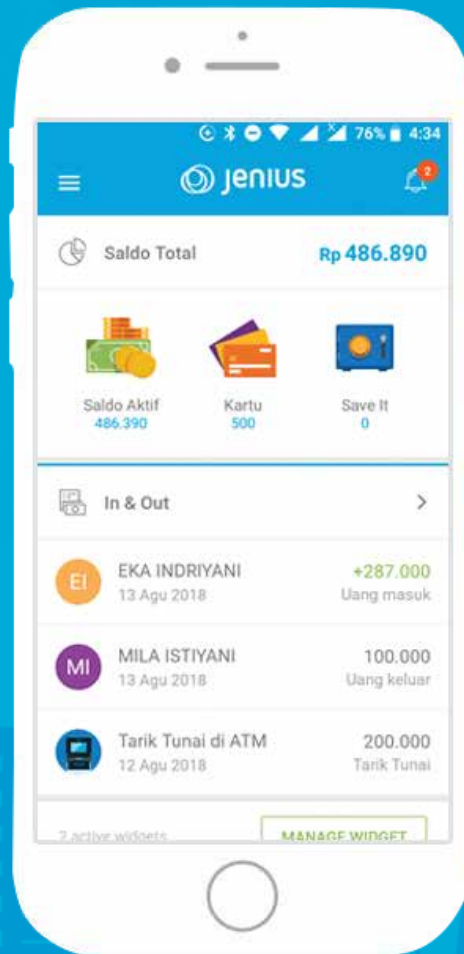 76% 4:34
Jenius
2
Saldo Total Rp 486.890
Saldo Aktif Kartu Save It
486.390 500 0
In & Out
EI EKA INDRIYANI +287.000
13 Agu 2018 Uang masuk
MI MILA ISTIYANI 100.000
13 Agu 2018 Uang keluar
Tarik Tunai di ATM 200.000
12 Agu 2018 Tarik Tunai
2 active widgets MANAGE WIDGET